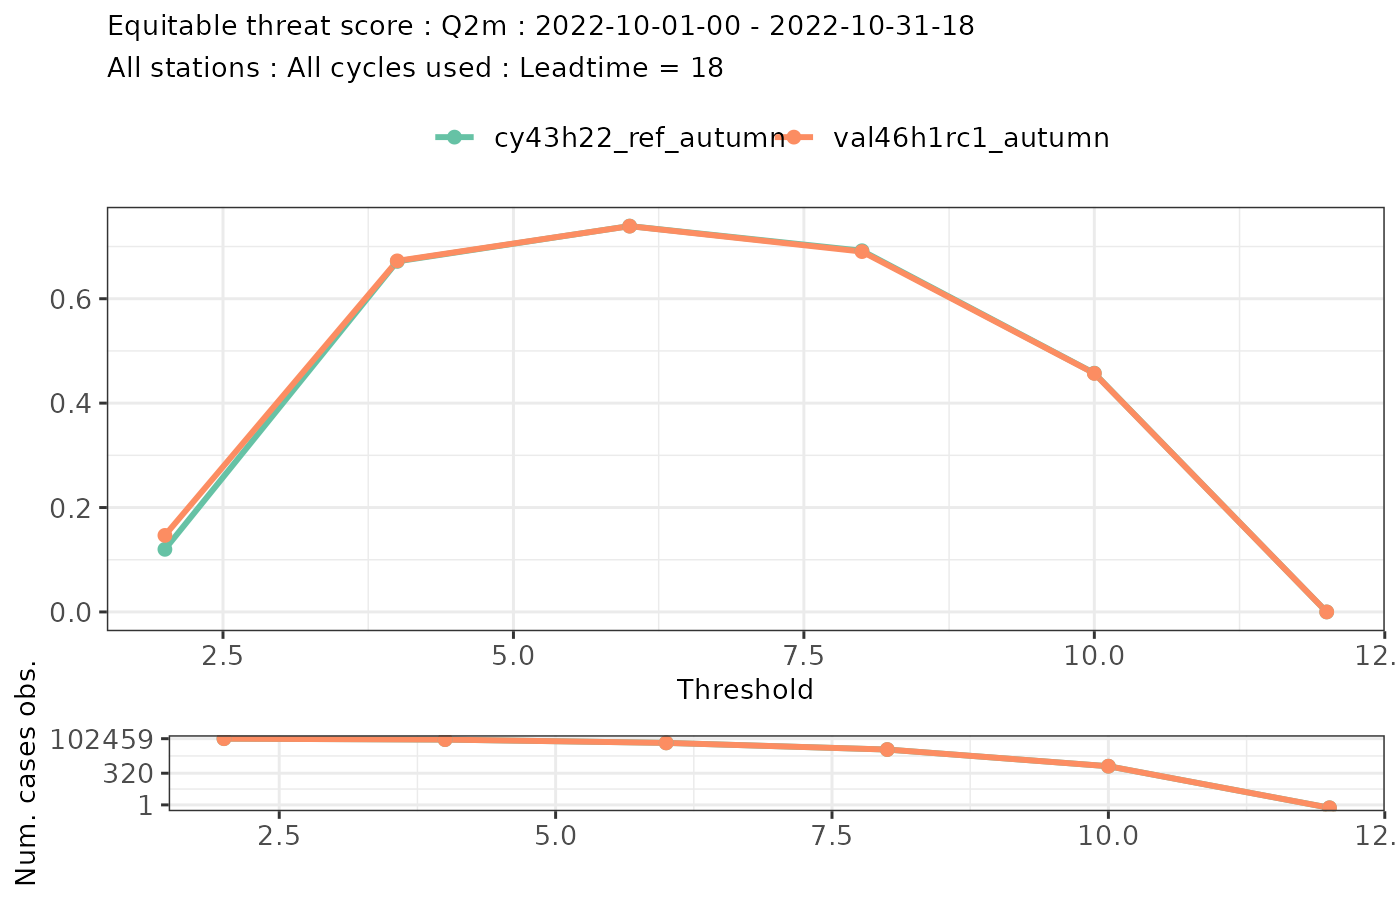 Equitable threat score : Q2m : 2022-10-01-00 - 2022-10-31-18
All stations : All cycles used : Leadtime = 18
cy43h22_ref_autumn val46h1rc1_autumn
0.6
0.4
0.2
0.0
2.5 5.0 7.5 10.0 12.
Threshold
Num. cases obs.
102459
320
1
2.5 5.0 7.5 10.0 12.